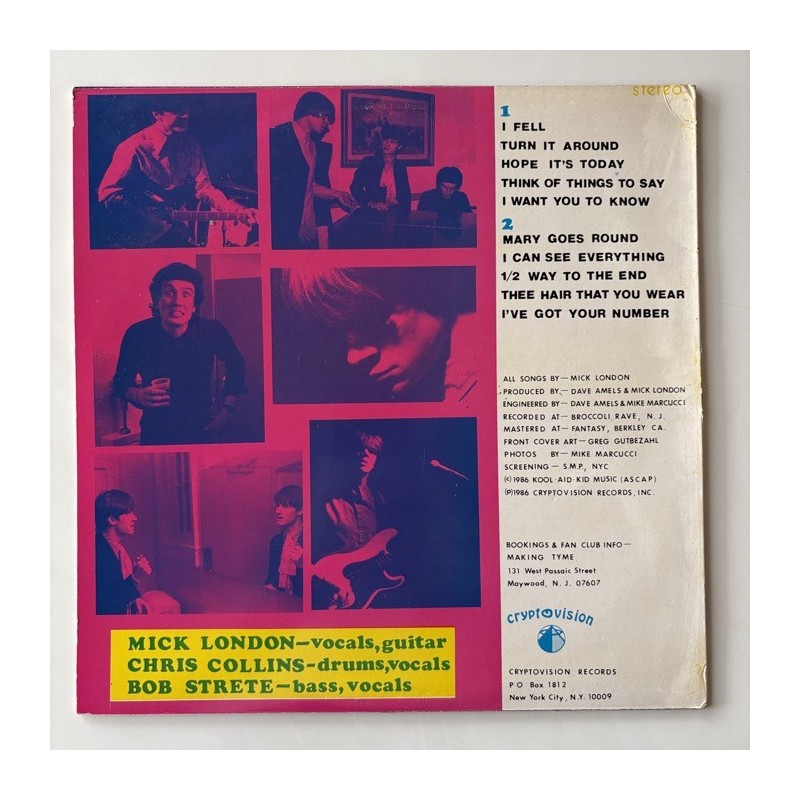 stereo
1
I FELL
TURN IT AROUND
HOPE IT'S TODAY
THINK OF THINGS TO SAY
I WANT YOU TO KNOW
2
MARY GOES ROUND
I CAN SEE EVERYTHING
1/2 WAY TO THE END
THEE HAIR THAT YOU WEAR
I'VE GOT YOUR NUMBER
ALL SONGS BY— MICK LONDON
PRODUCED BY— DAVE AMELS & MICK LONDON
ENGINEERED BY— DAVE AMELS & MIKE MARCUCCI
RECORDED AT— BROCCOLI RAVE, N. J.
MASTERED AT— FANTASY, BERKLEY CA.
FRONT COVER ART— GREG GUTBEZAHL
PHOTOS BY— MIKE MARCUCCI
SCREENING — S.M.P., NYC
(c) 1986 KOOL-AID-KID MUSIC (ASCAP)
(p) 1986 CRYPTOVISION RECORDS, INC.
BOOKINGS & FAN CLUB INFO—
MAKING TYME
131 West Passaic Street
Maywood, N. J. 07607
cryptovision
CRYPTOVISION RECORDS
P O Box 1812
New York City, N.Y. 10009
MICK LONDON—vocals, guitar
CHRIS COLLINS-drums, vocals
BOB STRETE—bass, vocals